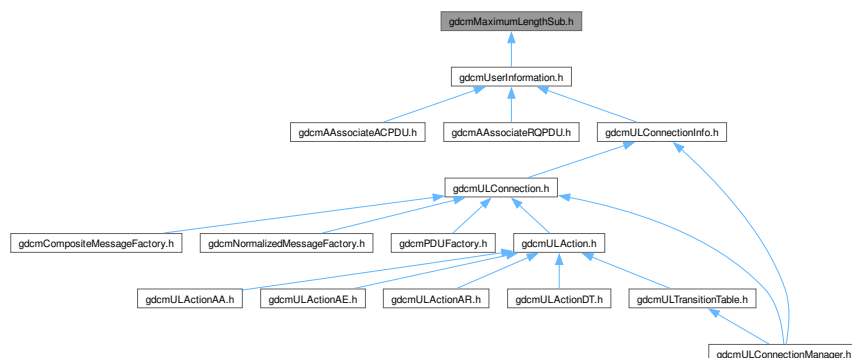 gdcmMaximumLengthSub.h
gdcmUserInformation.h
gdcmAAssociateACPDU.h
gdcmAAssociateRQPDU.h
gdcmULConnectionInfo.h
gdcmULConnection.h
gdcmCompositeMessageFactory.h
gdcmNormalizedMessageFactory.h
gdcmPDUFactory.h
gdcmULAction.h
gdcmULActionAA.h
gdcmULActionAE.h
gdcmULActionAR.h
gdcmULActionDT.h
gdcmULTransitionTable.h
gdcmULConnectionManager.h